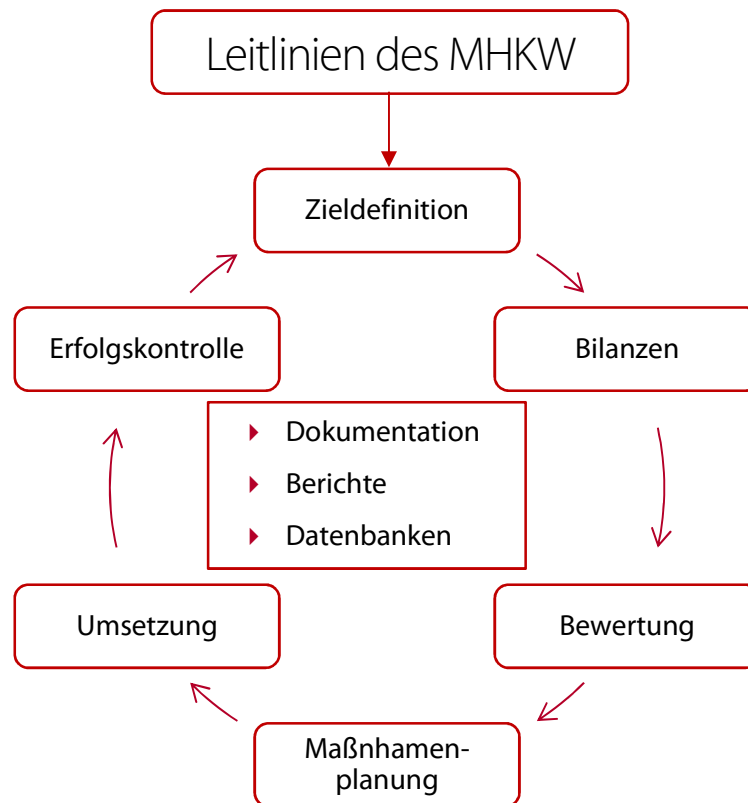 Leitlinien des MHKW
Zieldefinition
Erfolgskontrolle
Bilanzen
Dokumentation
Berichte
Datenbanken
Umsetzung
Bewertung
Maßnhamen-
planung